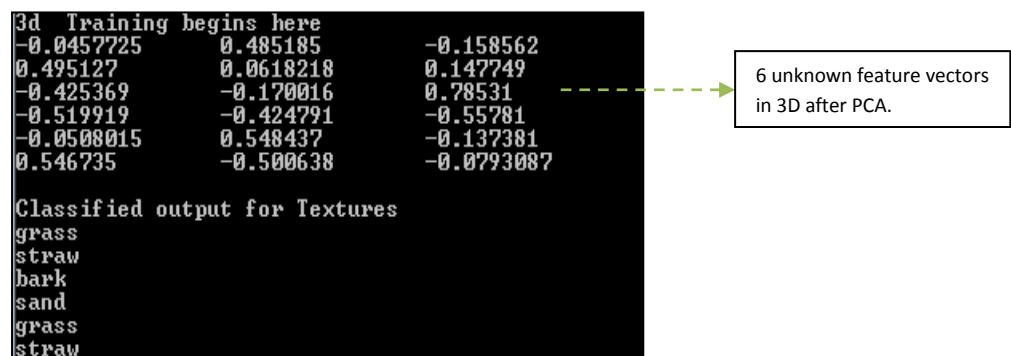 3d Training begins here
-0.0457725 0.485185 -0.158562
0.495127 0.0618218 0.147749
-0.425369 -0.170016 0.78531
-0.519919 -0.424791 -0.55781
-0.0508015 0.548437 -0.137381
0.546735 -0.500638 -0.0793087
Classified output for Textures
grass
straw
bark
sand
grass
straw
6 unknown feature vectors
in 3D after PCA.